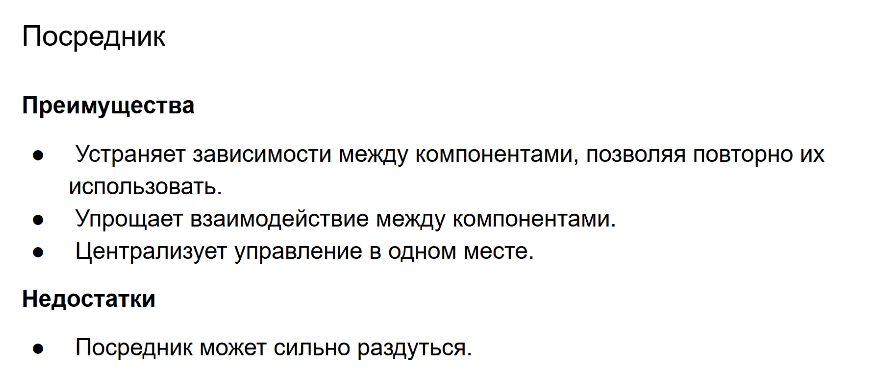 Посредник
Преимущества
● Устраняет зависимости между компонентами, позволяя повторно их
использовать.
● Упрощает взаимодействие между компонентами.
● Централизует управление в одном месте.
Недостатки
● Посредник может сильно раздуться.